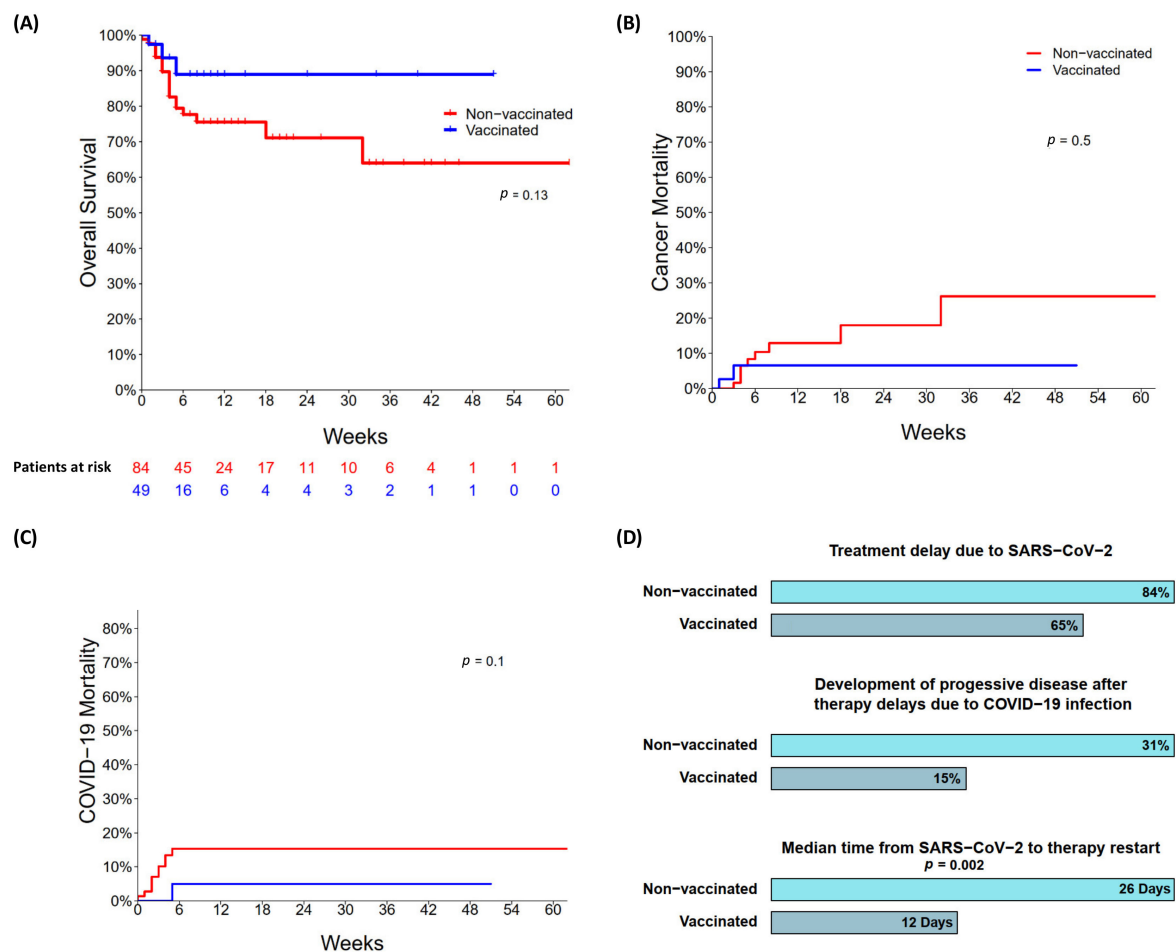 (A)
100%
90%
80%
70%
60%
50%
40%
30%
20%
10%
0%
Overall Survival
Non-vaccinated
Vaccinated
p = 0.13
0 6 12 18 24 30 36 42 48 54 60
Weeks
Patients at risk 84 45 24 17 11 10 6 4 1 1 1
49 16 6 4 4 3 2 1 1 0 0
(B)
100%
90%
80%
70%
60%
50%
40%
30%
20%
10%
0%
Cancer Mortality
Non-vaccinated
Vaccinated
p = 0.5
0 6 12 18 24 30 36 42 48 54 60
Weeks
(C)
80%
70%
60%
50%
40%
30%
20%
10%
0%
COVID-19 Mortality
p = 0.1
0 6 12 18 24 30 36 42 48 54 60
Weeks
(D)
Treatment delay due to SARS-CoV-2
Non-vaccinated 84%
Vaccinated 65%
Development of progessive disease after
therapy delays due to COVID-19 infection
Non-vaccinated 31%
Vaccinated 15%
Median time from SARS-CoV-2 to therapy restart
p = 0.002
Non-vaccinated 26 Days
Vaccinated 12 Days